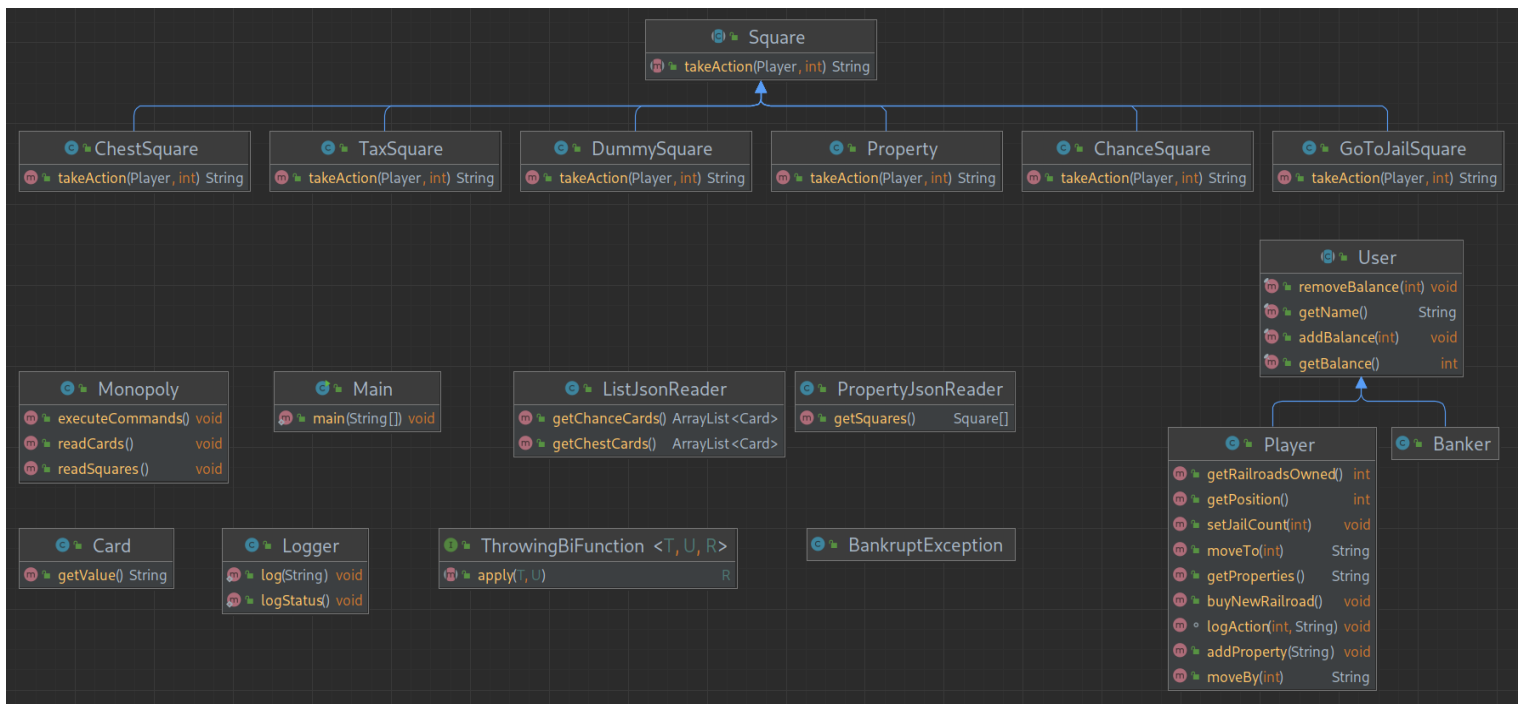 Square
takeAction(Player, int) String
ChestSquare
takeAction(Player, int) String
TaxSquare
takeAction(Player, int) String
DummySquare
takeAction(Player, int) String
Property
takeAction(Player, int) String
ChanceSquare
takeAction(Player, int) String
GoToJailSquare
takeAction(Player, int) String
User
removeBalance(int) void
getName() String
addBalance(int) void
getBalance() int
Monopoly
executeCommands() void
readCards() void
readSquares() void
Main
main(String[]) void
ListJsonReader
getChanceCards() ArrayList<Card>
getChestCards() ArrayList<Card>
PropertyJsonReader
getSquares() Square[]
Player
getRailroadsOwned() int
getPosition() int
setJailCount(int) void
moveTo(int) String
getProperties() String
buyNewRailroad() void
logAction(int, String) void
addProperty(String) void
moveBy(int) String
Banker
Card
getValue() String
Logger
log(String) void
logStatus() void
ThrowingBiFunction <T, U, R>
apply(T, U) R
BankruptException